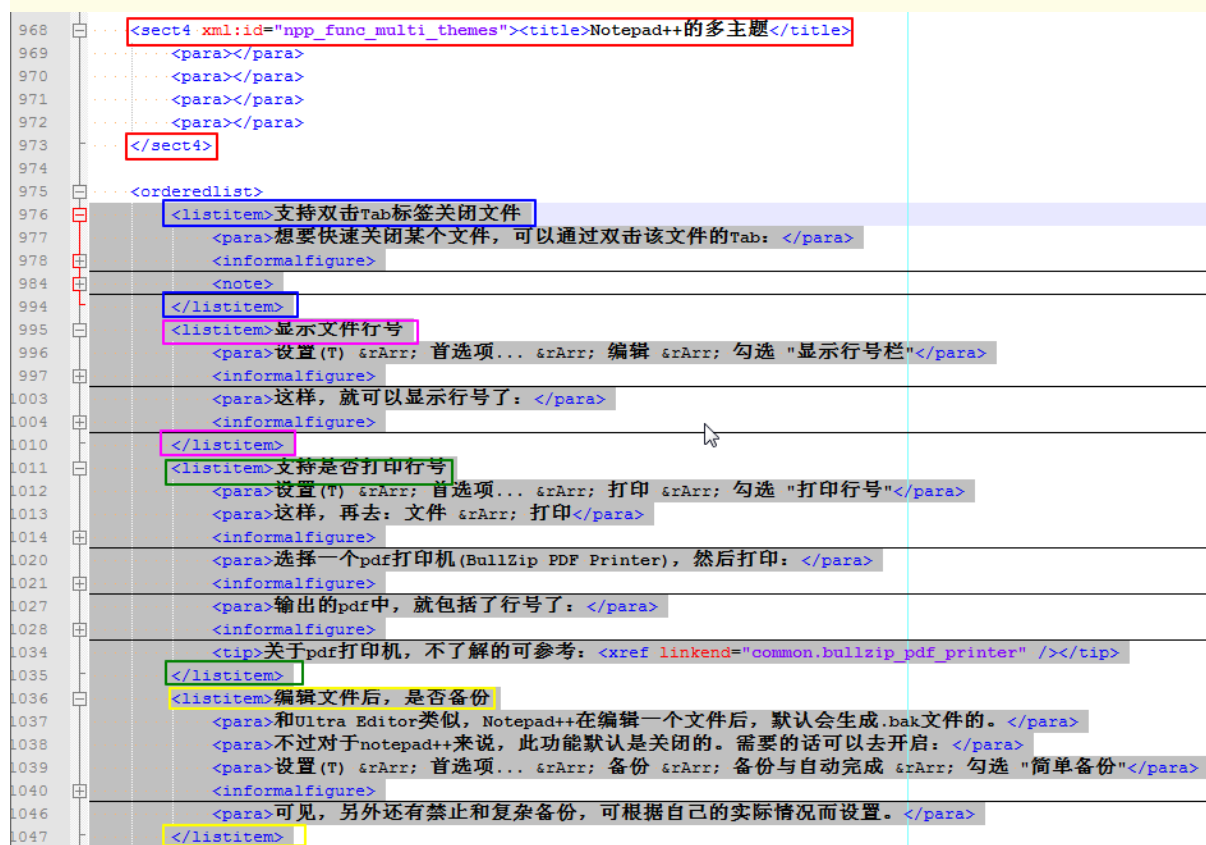 968 <sect4 xml:id="npp_func_multi_themes"><title>Notepad++的多主题</title>
969 <para></para>
970 <para></para>
971 <para></para>
972 <para></para>
973 </sect4>
974
975 <orderedlist>
976 <listitem>支持双击Tab标签关闭文件
977 <para>想要快速关闭某个文件，可以通过双击该文件的Tab：</para>
978 <informalfigure>
984 <note>
994 </listitem>
995 <listitem>显示文件行号
996 <para>设置(T) &rArr; 首选项... &rArr; 编辑 &rArr; 勾选 "显示行号栏"</para>
997 <informalfigure>
1003 <para>这样，就可以显示行号了：</para>
1004 <informalfigure>
1010 </listitem>
1011 <listitem>支持是否打印行号
1012 <para>设置(T) &rArr; 首选项... &rArr; 打印 &rArr; 勾选 "打印行号"</para>
1013 <para>这样，再去：文件 &rArr; 打印</para>
1014 <informalfigure>
1020 <para>选择一个pdf打印机(BullZip PDF Printer)，然后打印：</para>
1021 <informalfigure>
1027 <para>输出的pdf中，就包括了行号了：</para>
1028 <informalfigure>
1034 <tip>关于pdf打印机，不了解的可参考：<xref linkend="common.bullzip_pdf_printer" /></tip>
1035 </listitem>
1036 <listitem>编辑文件后，是否备份
1037 <para>和Ultra Editor类似，Notepad++在编辑一个文件后，默认会生成.bak文件的。</para>
1038 <para>不过对于notepad++来说，此功能默认是关闭的。需要的话可以去开启：</para>
1039 <para>设置(T) &rArr; 首选项... &rArr; 备份 &rArr; 备份与自动完成 &rArr; 勾选 "简单备份"</para>
1040 <informalfigure>
1046 <para>可见，另外还有禁止和复杂备份，可根据自己的实际情况而设置。</para>
1047 </listitem>